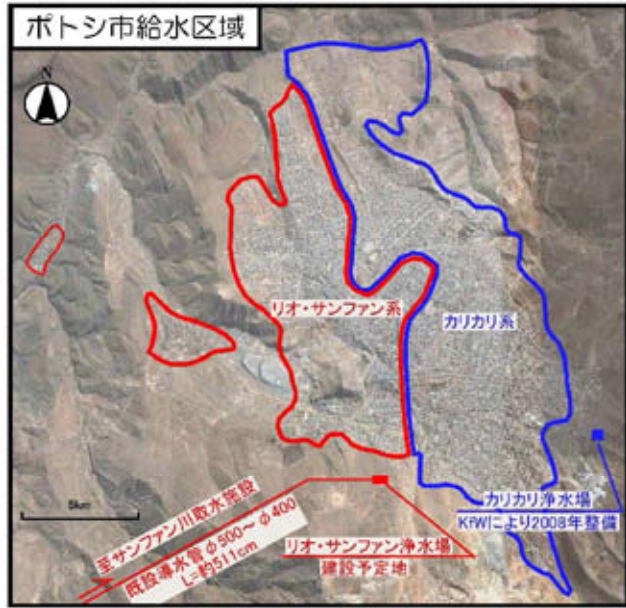 ポトシ市給水区域
N
リオ・サンファン系
カリカリ系
5km
至サンファン川取水施設
既設導水管φ500～φ400
L=約511cm
リオ・サンファン浄水場
建設予定地
カリカリ浄水場
KfWにより2008年整備